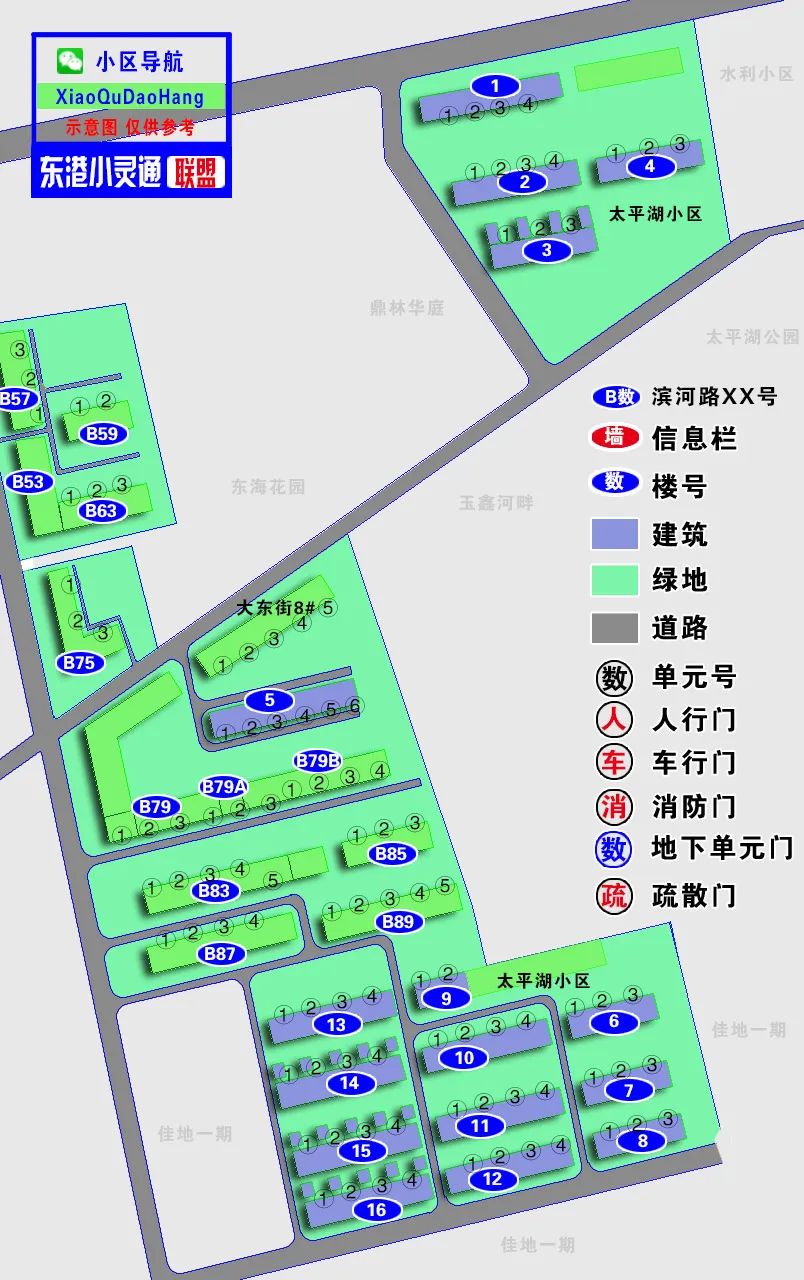 小区导航
XiaoQuDaoHang
示意图 仅供参考
东港小灵通 联盟
水利小区
1
1 2 3 4
2
1 2 3 4
4
1 2 3
太平湖小区
3
1 2 3
鼎林华庭
太平湖公园
B57
3
2
1
B59
1 2
B53
B63
1 2 3
东海花园
玉鑫河畔
B数 滨河路XX号
墙 信息栏
数 楼号
建筑
绿地
道路
数 单元号
人 人行门
车 车行门
消 消防门
数 地下单元门
疏 疏散门
B75
1
2
3
大东街8#
1 2 3 4 5
5
1 2 3 4 5 6
B79
1 2 3
B79A
1 2 3
B79B
1 2 3 4
B83
1 2 3 4 5
B85
1 2 3
B87
1 2 3 4
B89
1 2 3 4 5
9
1 2
太平湖小区
6
1 2 3
13
1 2 3 4
10
1 2 3 4
佳地一期
14
1 2 3 4
7
1 2 3
佳地一期
15
1 2 3 4
11
1 2 3 4
8
1 2 3
16
1 2 3 4
12
1 2 3 4
佳地一期